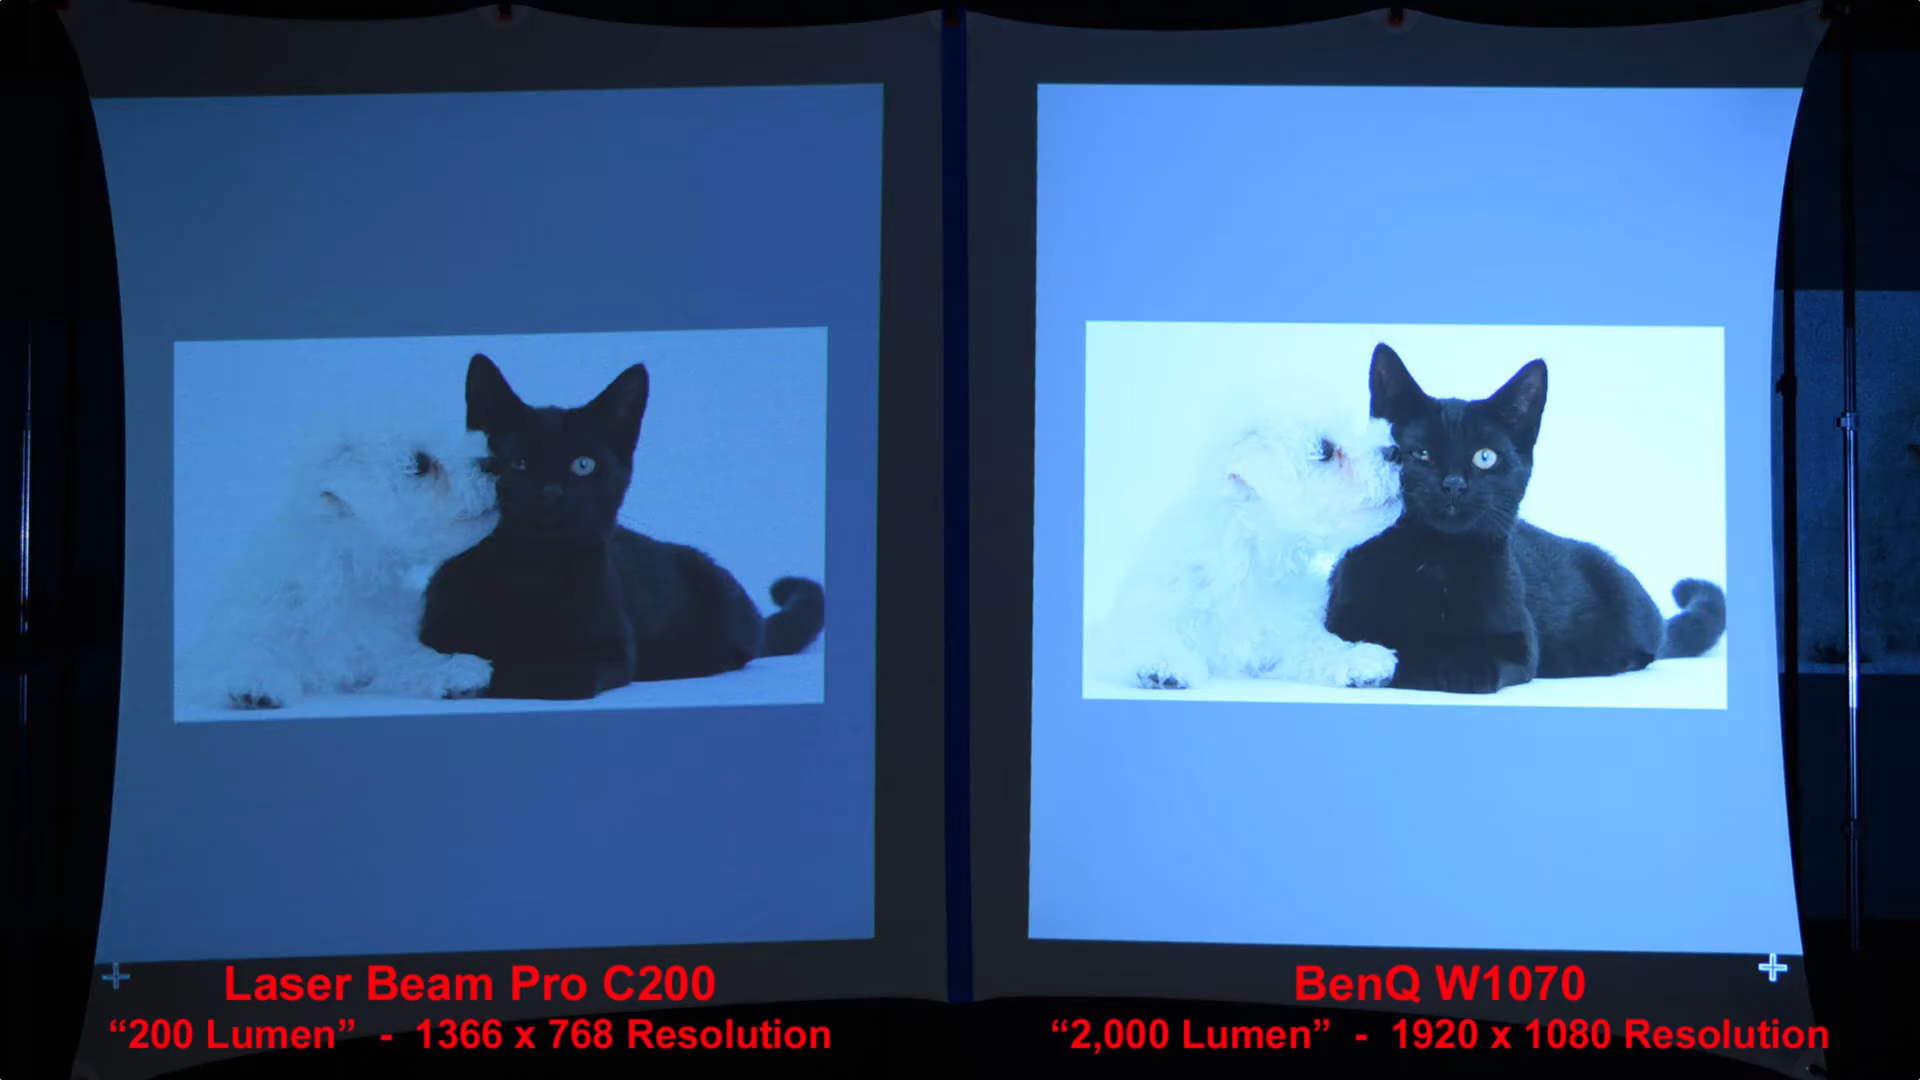 Laser Beam Pro C200
“200 Lumen” - 1366 x 768 Resolution
BenQ W1070
“2,000 Lumen” - 1920 x 1080 Resolution